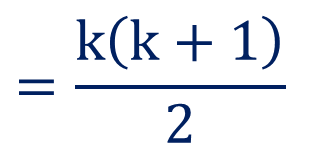 = k(k + 1) / 2